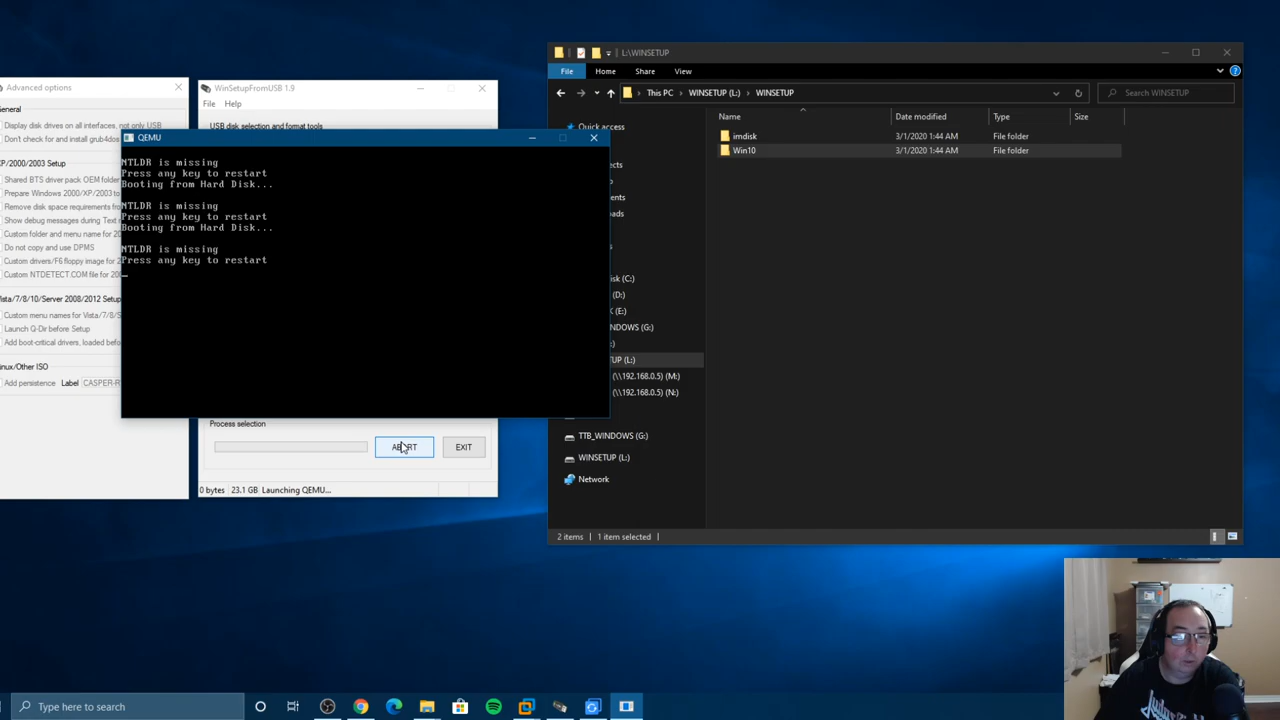 Advanced options
General
Display disk drives on all interfaces, not only USB
Don't check for and install grub4dos
XP/2000/2003 Setup
Shared BTS driver pack OEM folder
Prepare Windows 2000/XP/2003 to
Remove disk space requirements
Show debug messages during Text
Custom folder and menu name for 20
Do not copy and use DPMS
Custom drivers/F6 floppy image for 2
Custom NTDETECT.COM file for 200
Vista/7/8/10/Server 2008/2012 Setup
Custom menu names for Vista/7/8/S
Launch Q-Dir before Setup
Add boot-critical drivers, loaded before
Linux/Other ISO
Add persistence Label CASPER-R
WinSetupFromUSB 1.9
File Help
USB disk selection and format tools
QEMU
NTLDR is missing
Press any key to restart
Booting from Hard Disk...
NTLDR is missing
Press any key to restart
Booting from Hard Disk...
NTLDR is missing
Press any key to restart
Process selection
ABORT EXIT
0 bytes 23.1 GB Launching QEMU...
L:\WINSETUP
File Home Share View
This PC WINSETUP (L:) WINSETUP
Search WINSETUP
Name Date modified Type Size
imdisk 3/1/2020 1:44 AM File folder
Win10 3/1/2020 1:44 AM File folder
Quick access
isk (C:)
(D:)
K (E:)
NDOWS (G:)
TUP (L:)
(\\192.168.0.5) (M:)
(\\192.168.0.5) (N:)
TTB_WINDOWS (G:)
WINSETUP (L:)
Network
2 items 1 item selected
Type here to search